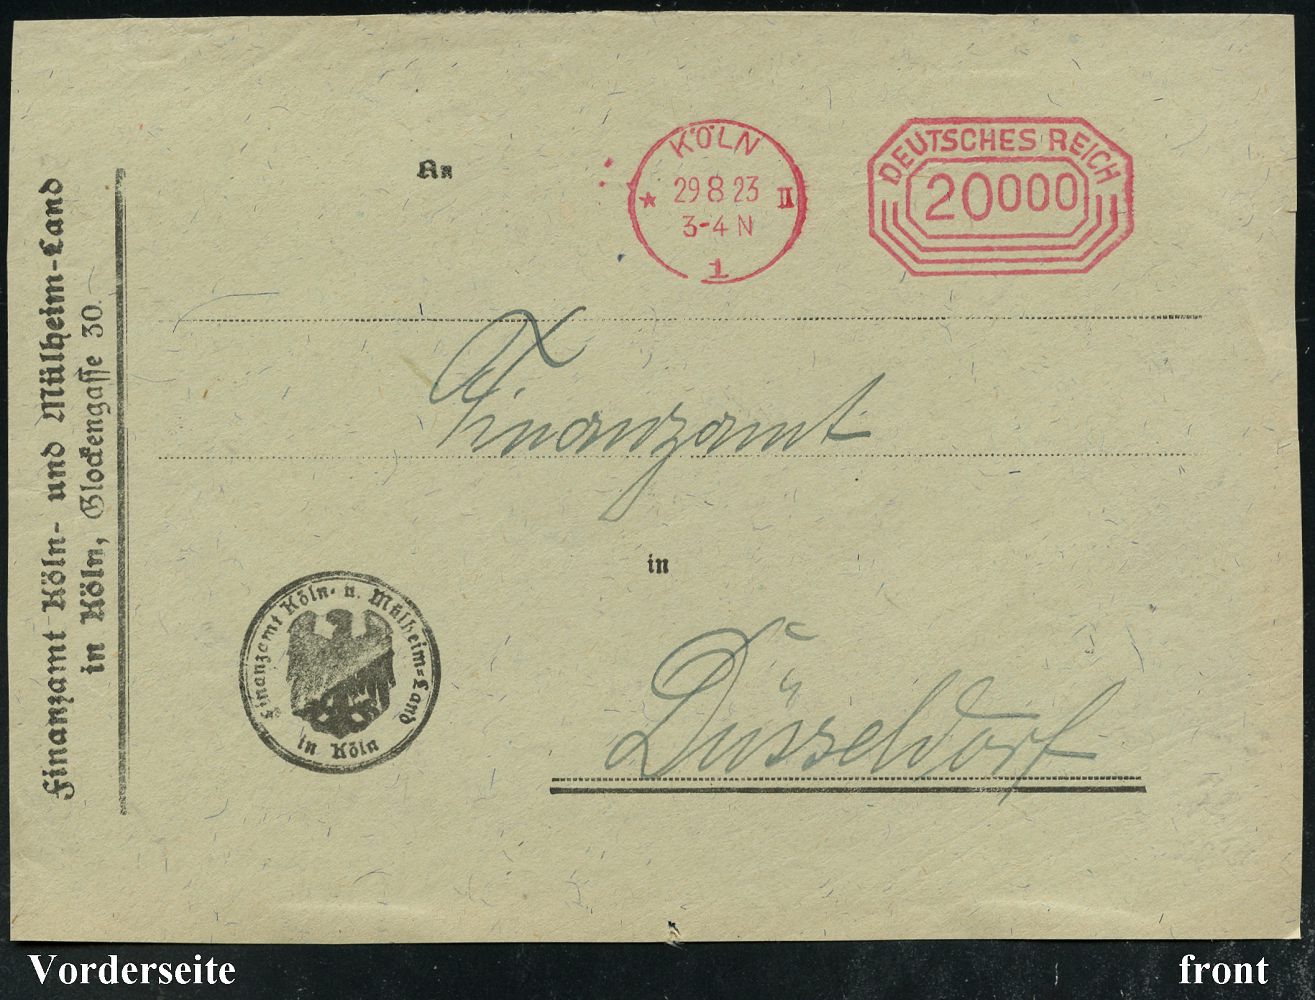 Finanzamt Köln- und Mülheim-Land
in Köln, Glockengasse 30.
An
KÖLN
* 29 8 23 II
3-4 N
1
DEUTSCHES REICH
20000
Finanzamt
in
Düsseldorf
Finanzamt Köln- u. Mülheim-Land
in Köln
Vorderseite
front